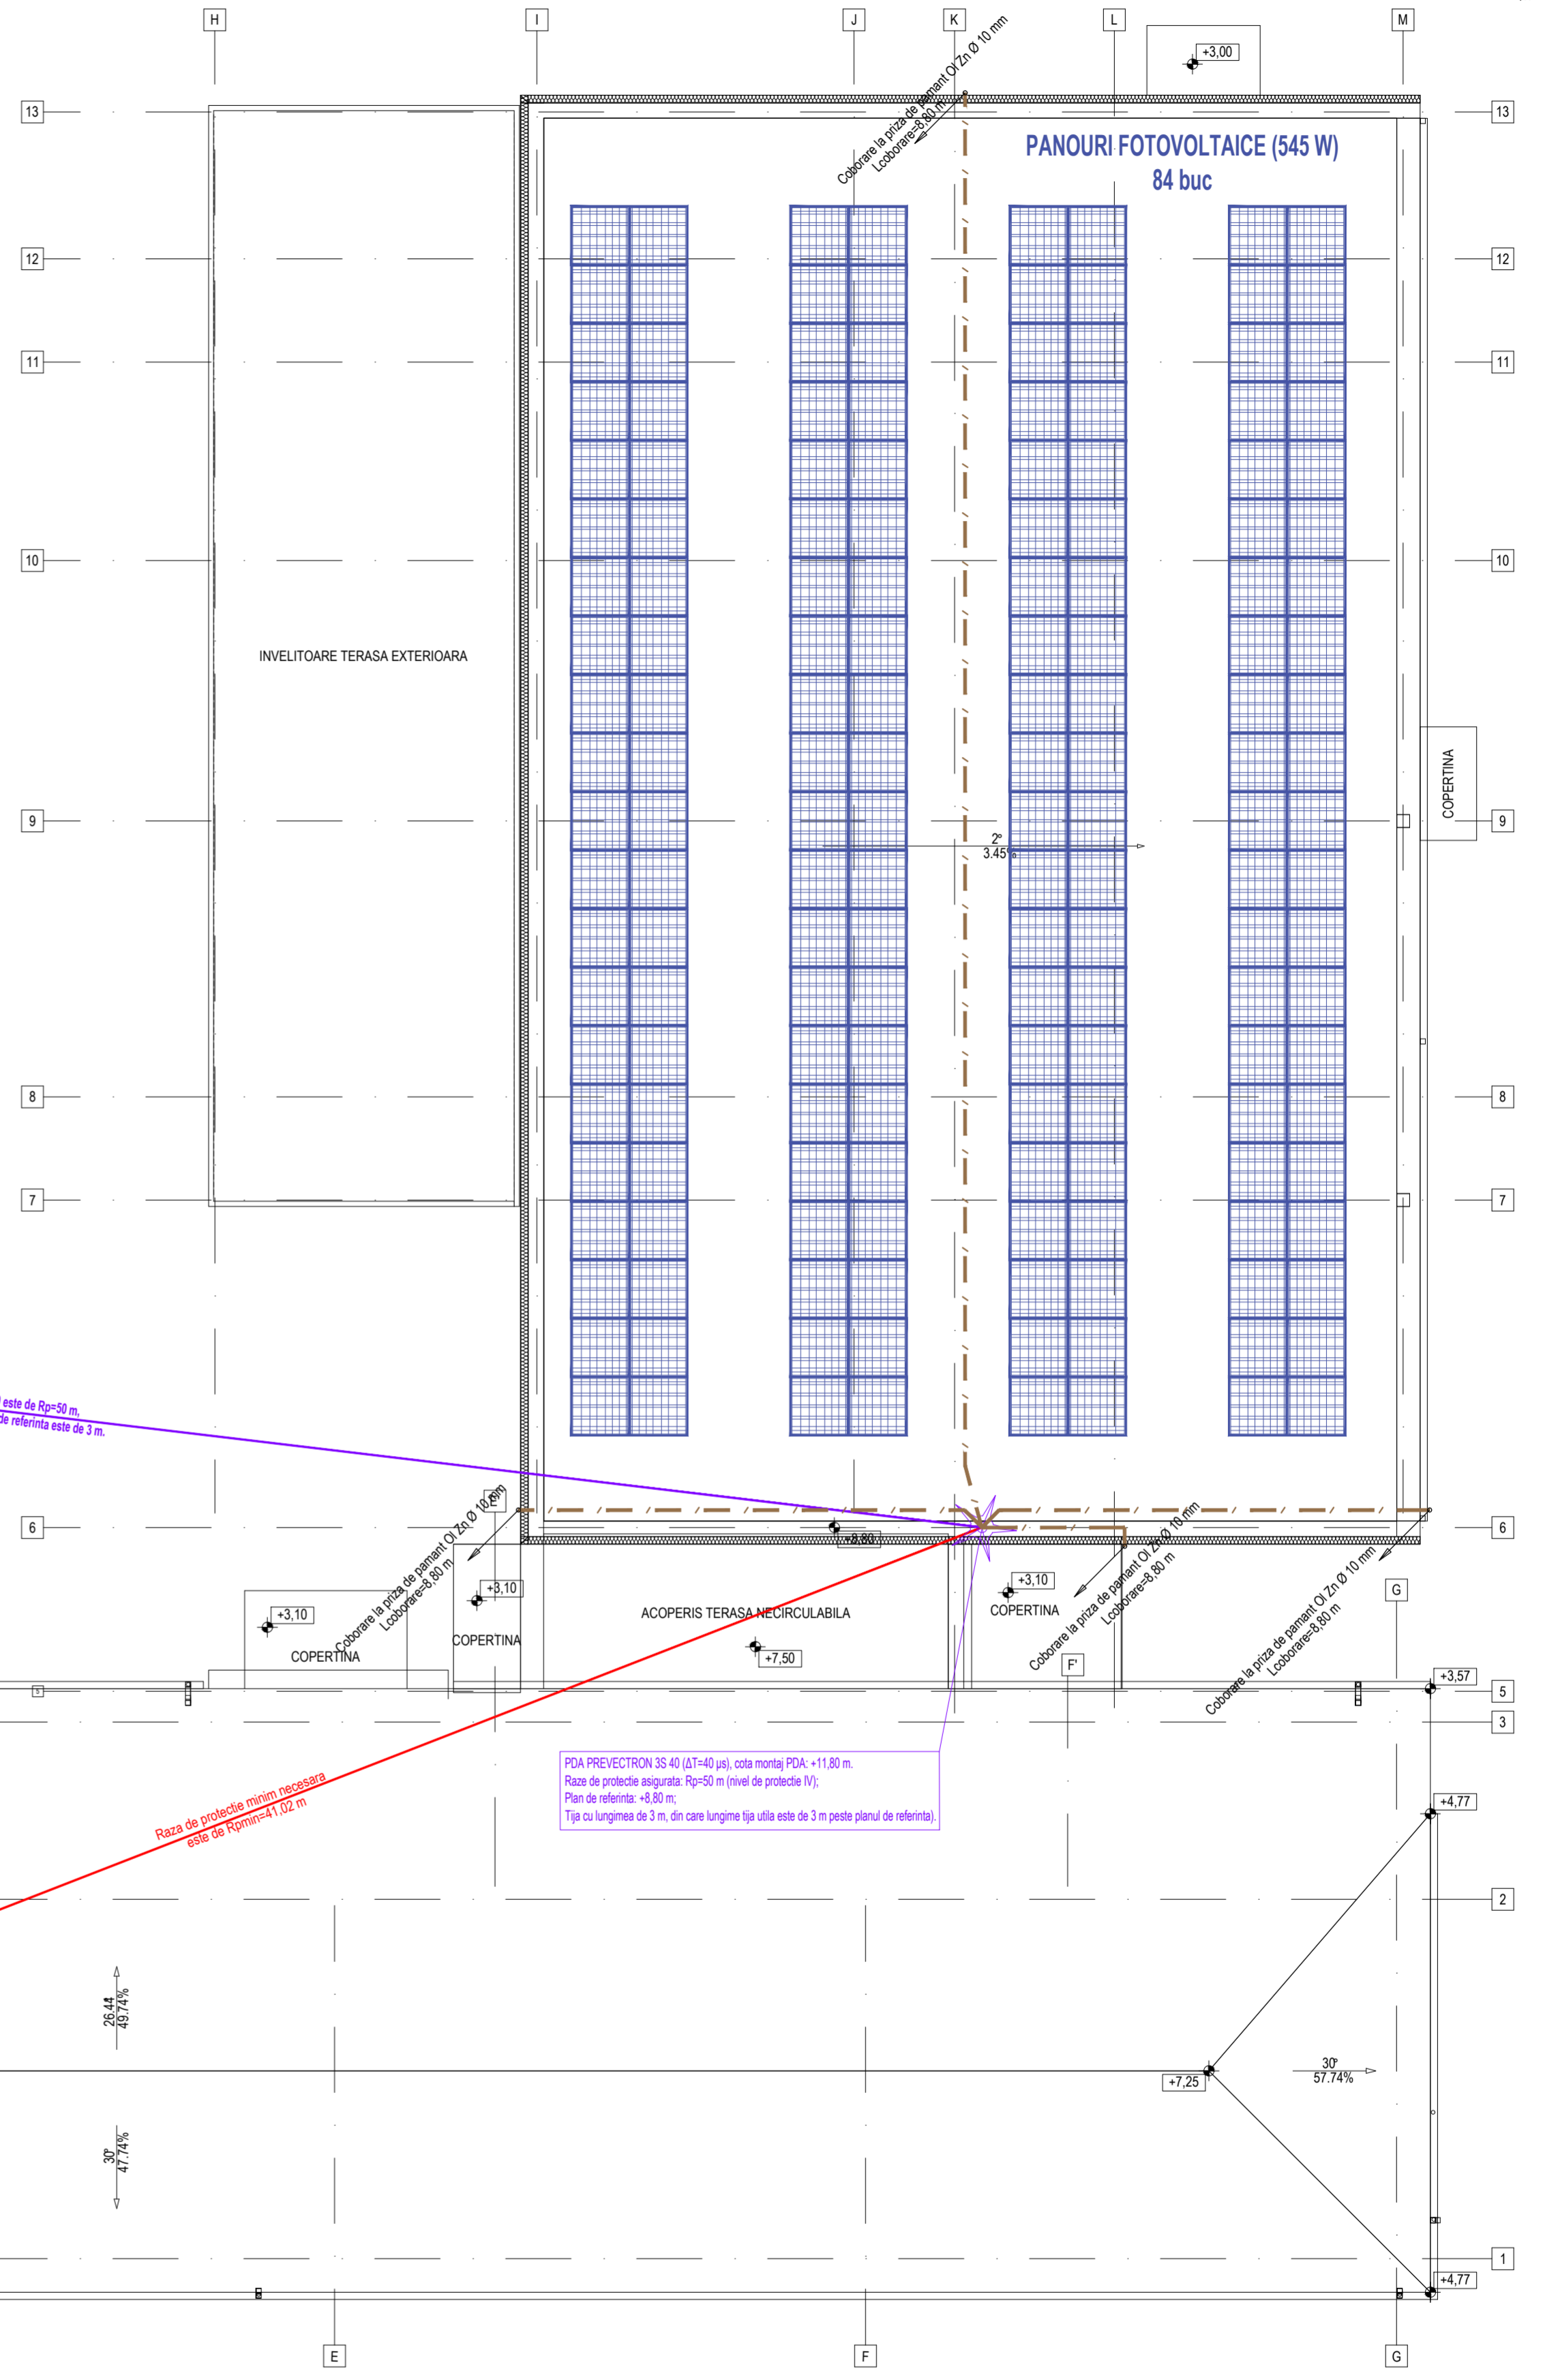 H
I
J
K
L
M
+3,00
13
13
Coborare la priza de pamant Ol Zn Ø 10 mm
Lcoborare=8,80 m
PANOURI FOTOVOLTAICE (545 W)
84 buc
12
12
11
11
10
10
INVELITOARE TERASA EXTERIOARA
COPERTINA
9
9
2°
3.45%
8
8
7
7
este de Rp=50 m,
de referinta este de 3 m.
E'
6
6
+8,80
Coborare la priza de pamant Ol Zn Ø 10 mm
Lcoborare=8,80 m
Coborare la priza de pamant Ol Zn Ø 10 mm
Lcoborare=8,80 m
Coborare la priza de pamant Ol Zn Ø 10 mm
Lcoborare=8,80 m
+3,10
COPERTINA
+3,10
COPERTINA
ACOPERIS TERASA NECIRCULABILA
+7,50
+3,10
COPERTINA
F'
G
+3,57
5
5
3
PDA PREVECTRON 3S 40 (ΔT=40 μs), cota montaj PDA: +11,80 m.
Raze de protectie asigurata: Rp=50 m (nivel de protectie IV);
Plan de referinta: +8,80 m;
Tija cu lungimea de 3 m, din care lungime tija utila este de 3 m peste planul de referinta).
Raza de protectie minim necesara
este de Rpmin=41,02 m
+4,77
2
26.44°
49.74%
+7,25
30°
57.74%
30°
47.74%
1
+4,77
E
F
G